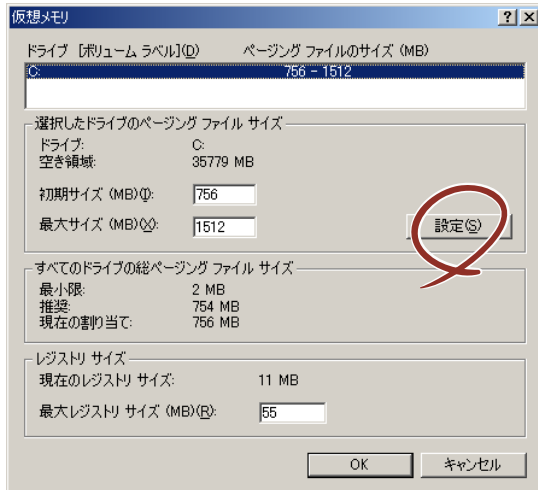 仮想メモリ
ドライブ [ボリューム ラベル](D) ページング ファイルのサイズ (MB)
C: 756 - 1512
選択したドライブのページング ファイル サイズ
ドライブ: C:
空き領域: 35779 MB
初期サイズ (MB)(I): 756
最大サイズ (MB)(X): 1512
設定(S)
すべてのドライブの総ページング ファイル サイズ
最小限: 2 MB
推奨: 754 MB
現在の割り当て: 756 MB
レジストリ サイズ
現在のレジストリ サイズ: 11 MB
最大レジストリ サイズ (MB)(R): 55
OK キャンセル